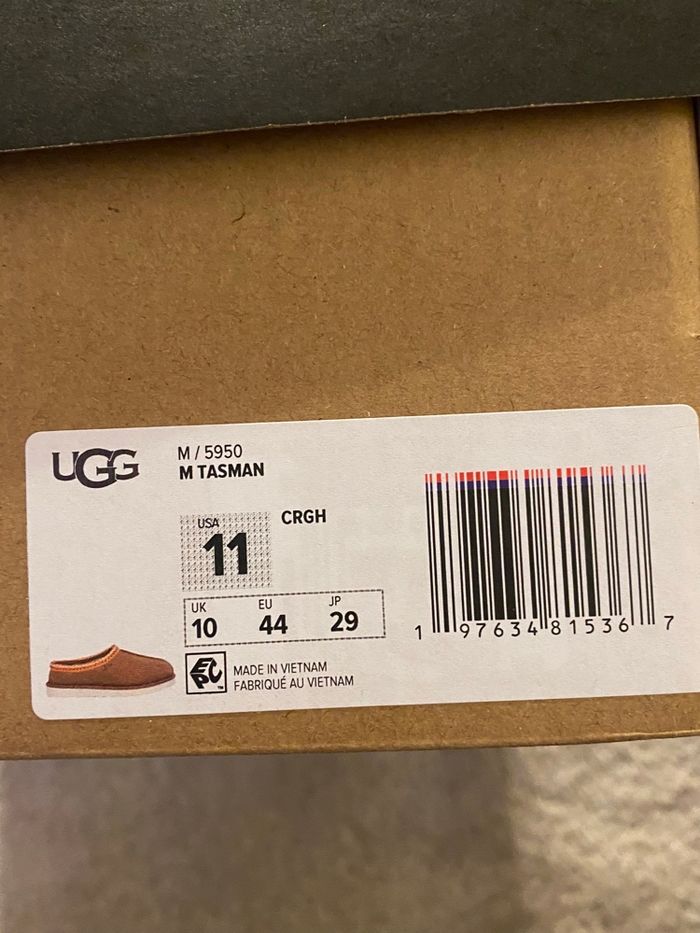 UGG
M / 5950
M TASMAN
CRGH
USA
11
UK EU JP
10 44 29
EPC™
MADE IN VIETNAM
FABRIQUÉ AU VIETNAM
1 97634 81536 7